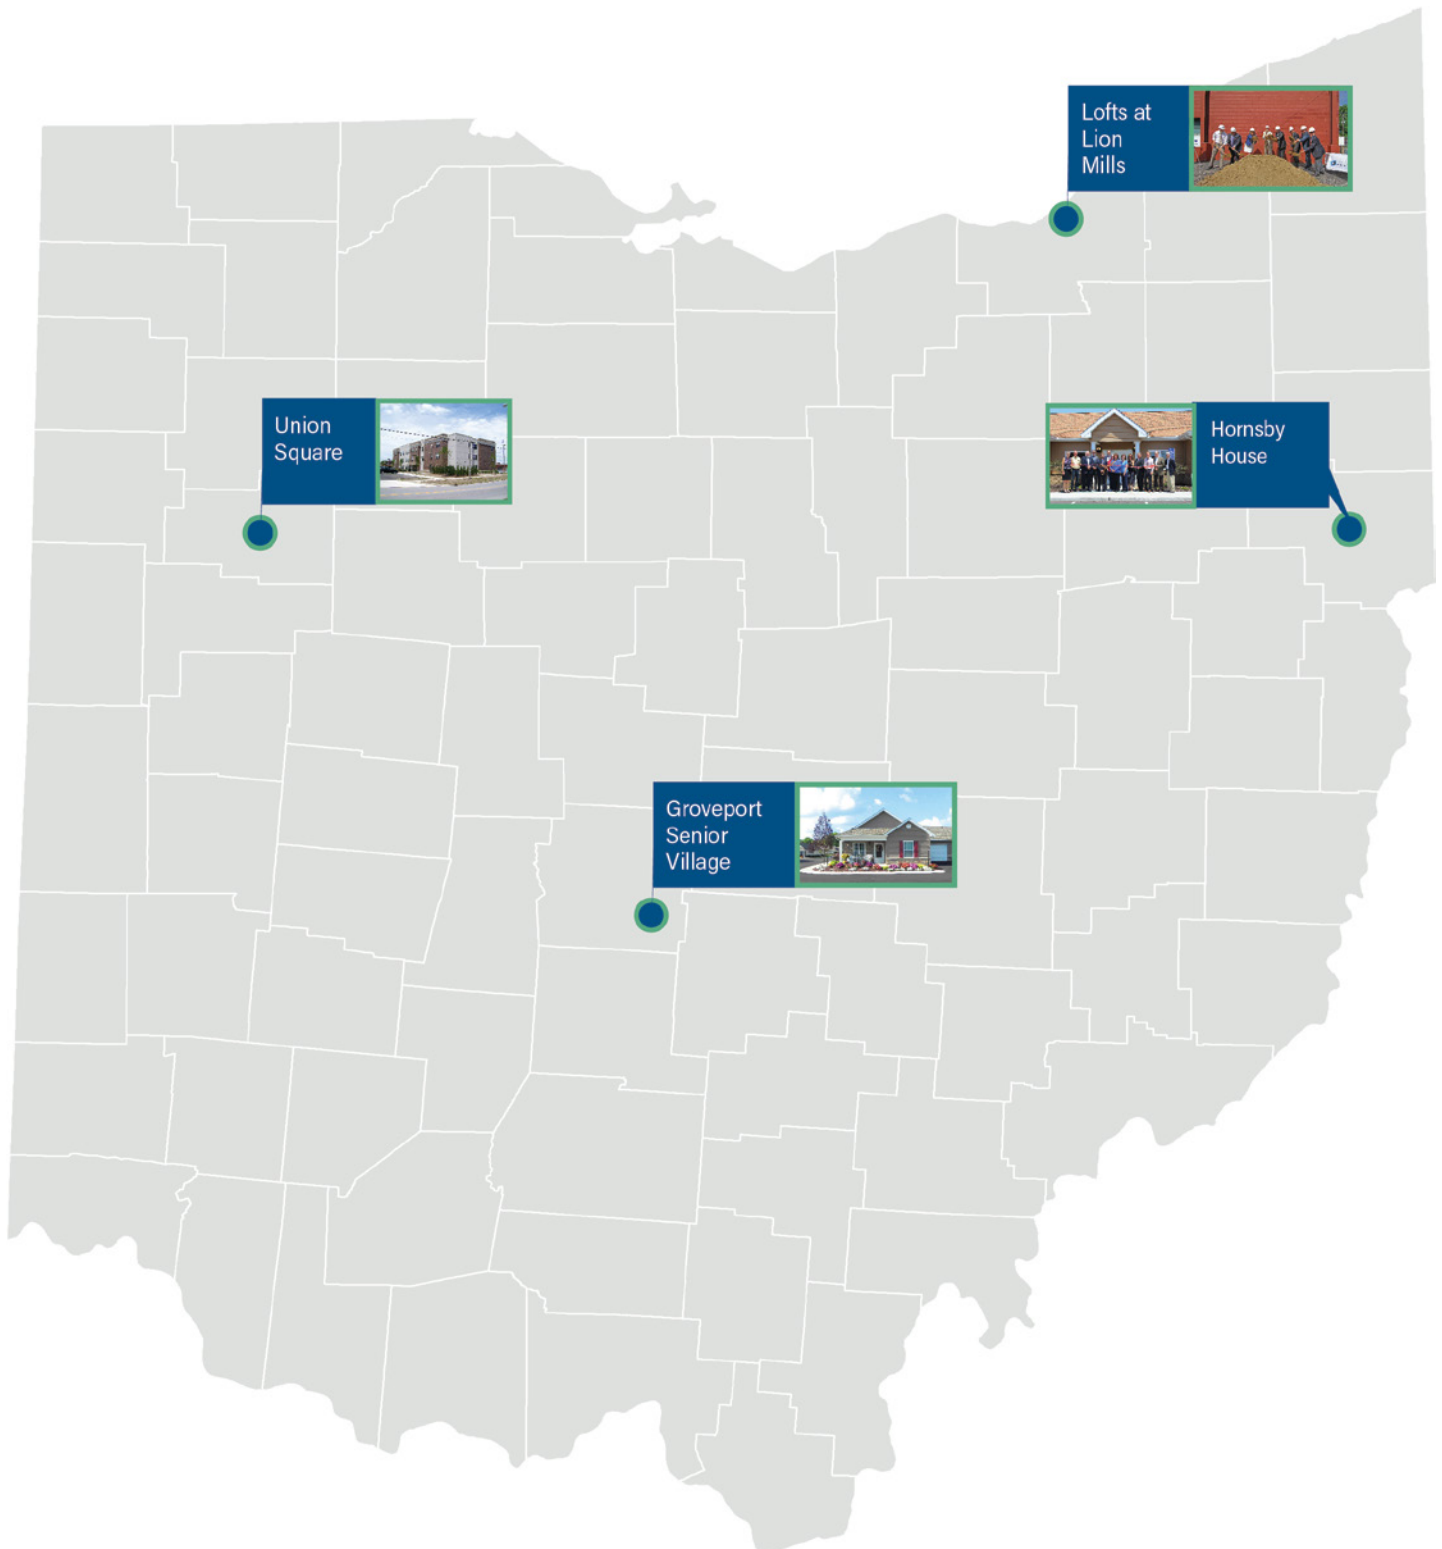 Lofts at
Lion
Mills
Union
Square
Hornsby
House
Groveport
Senior
Village